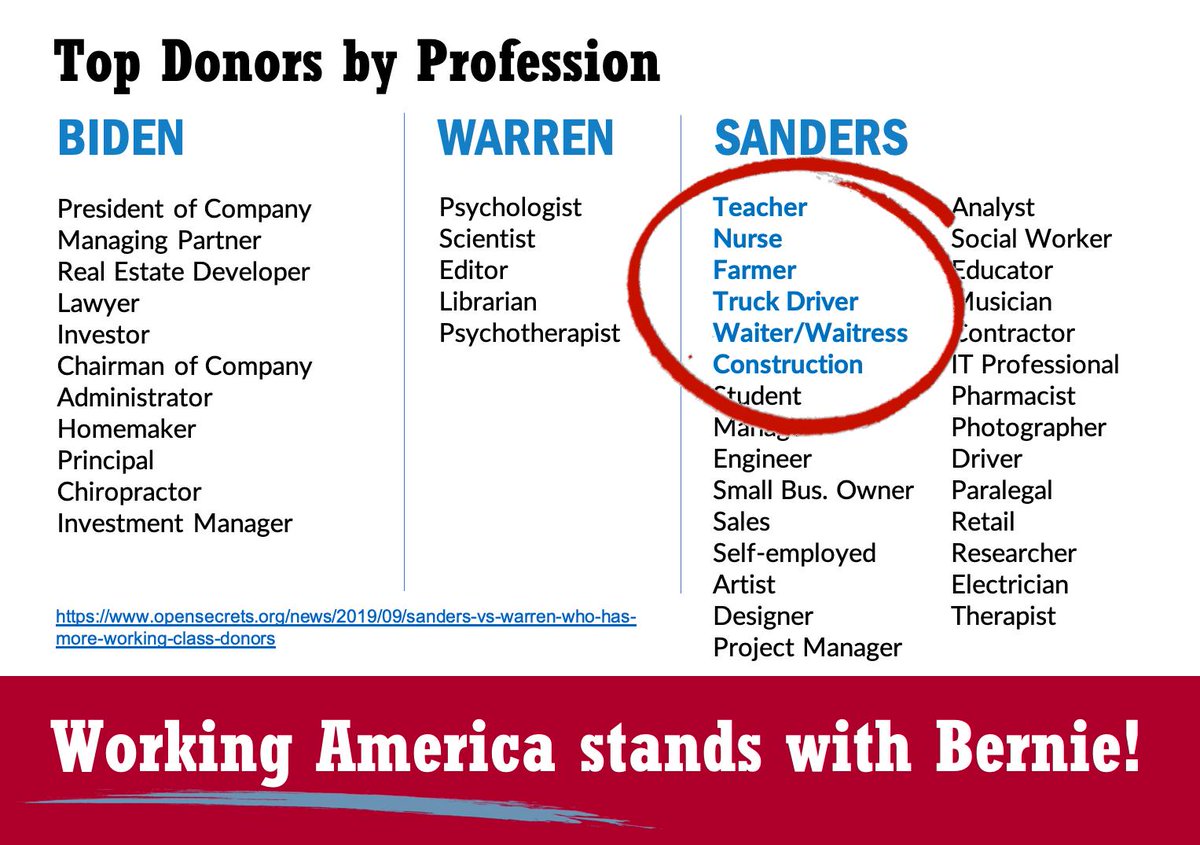 Top Donors by Profession
BIDEN
President of Company
Managing Partner
Real Estate Developer
Lawyer
Investor
Chairman of Company
Administrator
Homemaker
Principal
Chiropractor
Investment Manager
WARREN
Psychologist
Scientist
Editor
Librarian
Psychotherapist
SANDERS
Teacher
Nurse
Farmer
Truck Driver
Waiter/Waitress
Construction
Student
Manager
Engineer
Small Bus. Owner
Sales
Self-employed
Artist
Designer
Project Manager
Analyst
Social Worker
Educator
Musician
Contractor
IT Professional
Pharmacist
Photographer
Driver
Paralegal
Retail
Researcher
Electrician
Therapist
https://www.opensecrets.org/news/2019/09/sanders-vs-warren-who-has-
more-working-class-donors
Working America stands with Bernie!